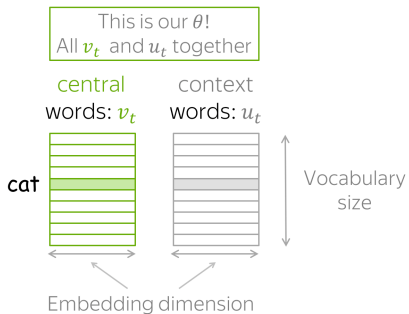 This is our θ!
All vₜ and uₜ together
central
words: vₜ
context
words: uₜ
cat
Vocabulary
size
Embedding dimension